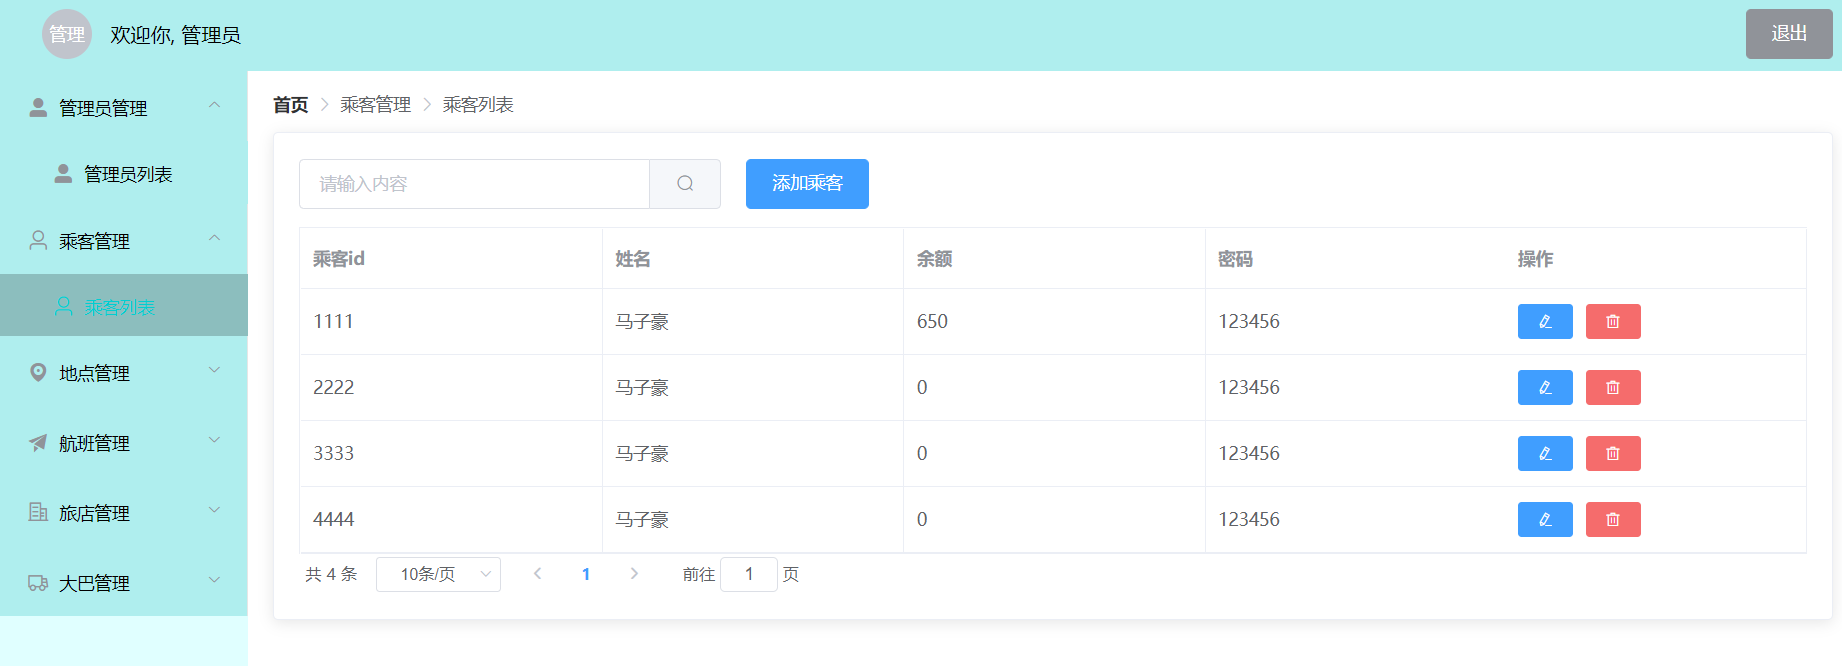 管理 欢迎你, 管理员 退出
管理员管理
管理员列表
乘客管理
乘客列表
地点管理
航班管理
旅店管理
大巴管理
首页 乘客管理 乘客列表
请输入内容 添加乘客
乘客id 姓名 余额 密码 操作
1111 马子豪 650 123456
2222 马子豪 0 123456
3333 马子豪 0 123456
4444 马子豪 0 123456
共 4 条 10条/页 1 前往 1 页